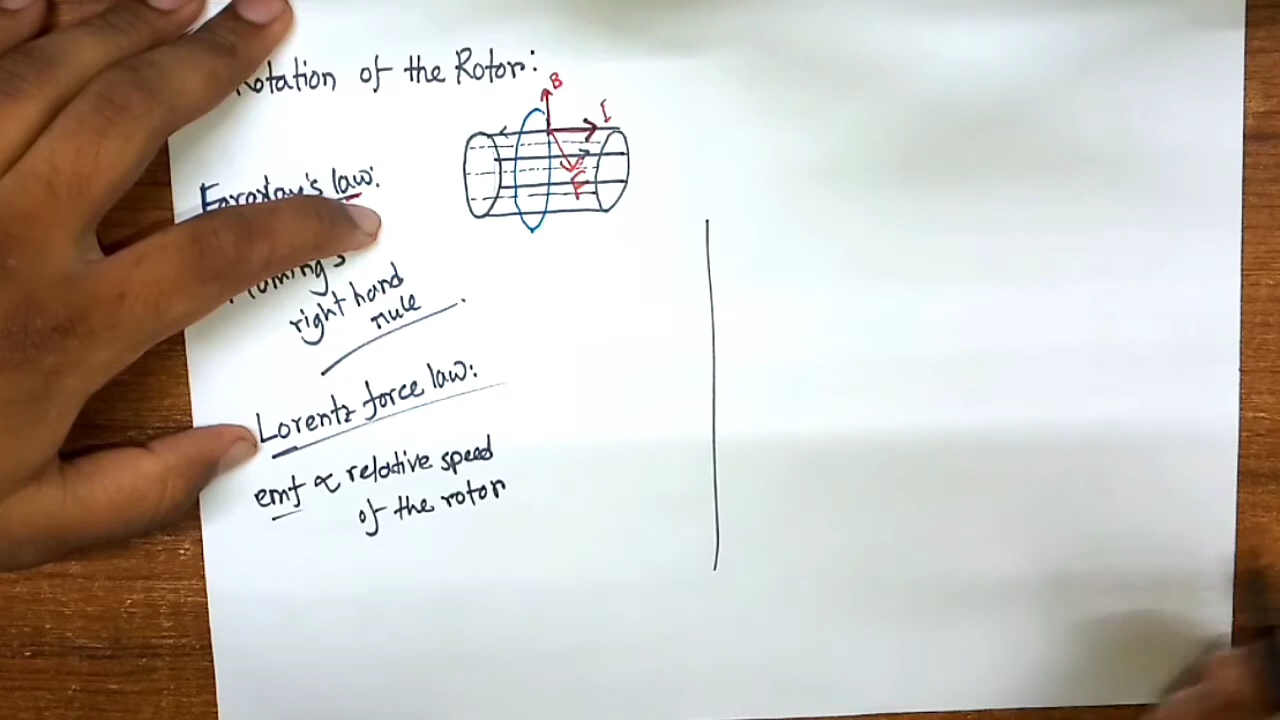 Rotation of the Rotor:
B
I
F
Faraday's law:
right hand
rule
Lorentz force law:
emf ∝ relative speed
of the rotor